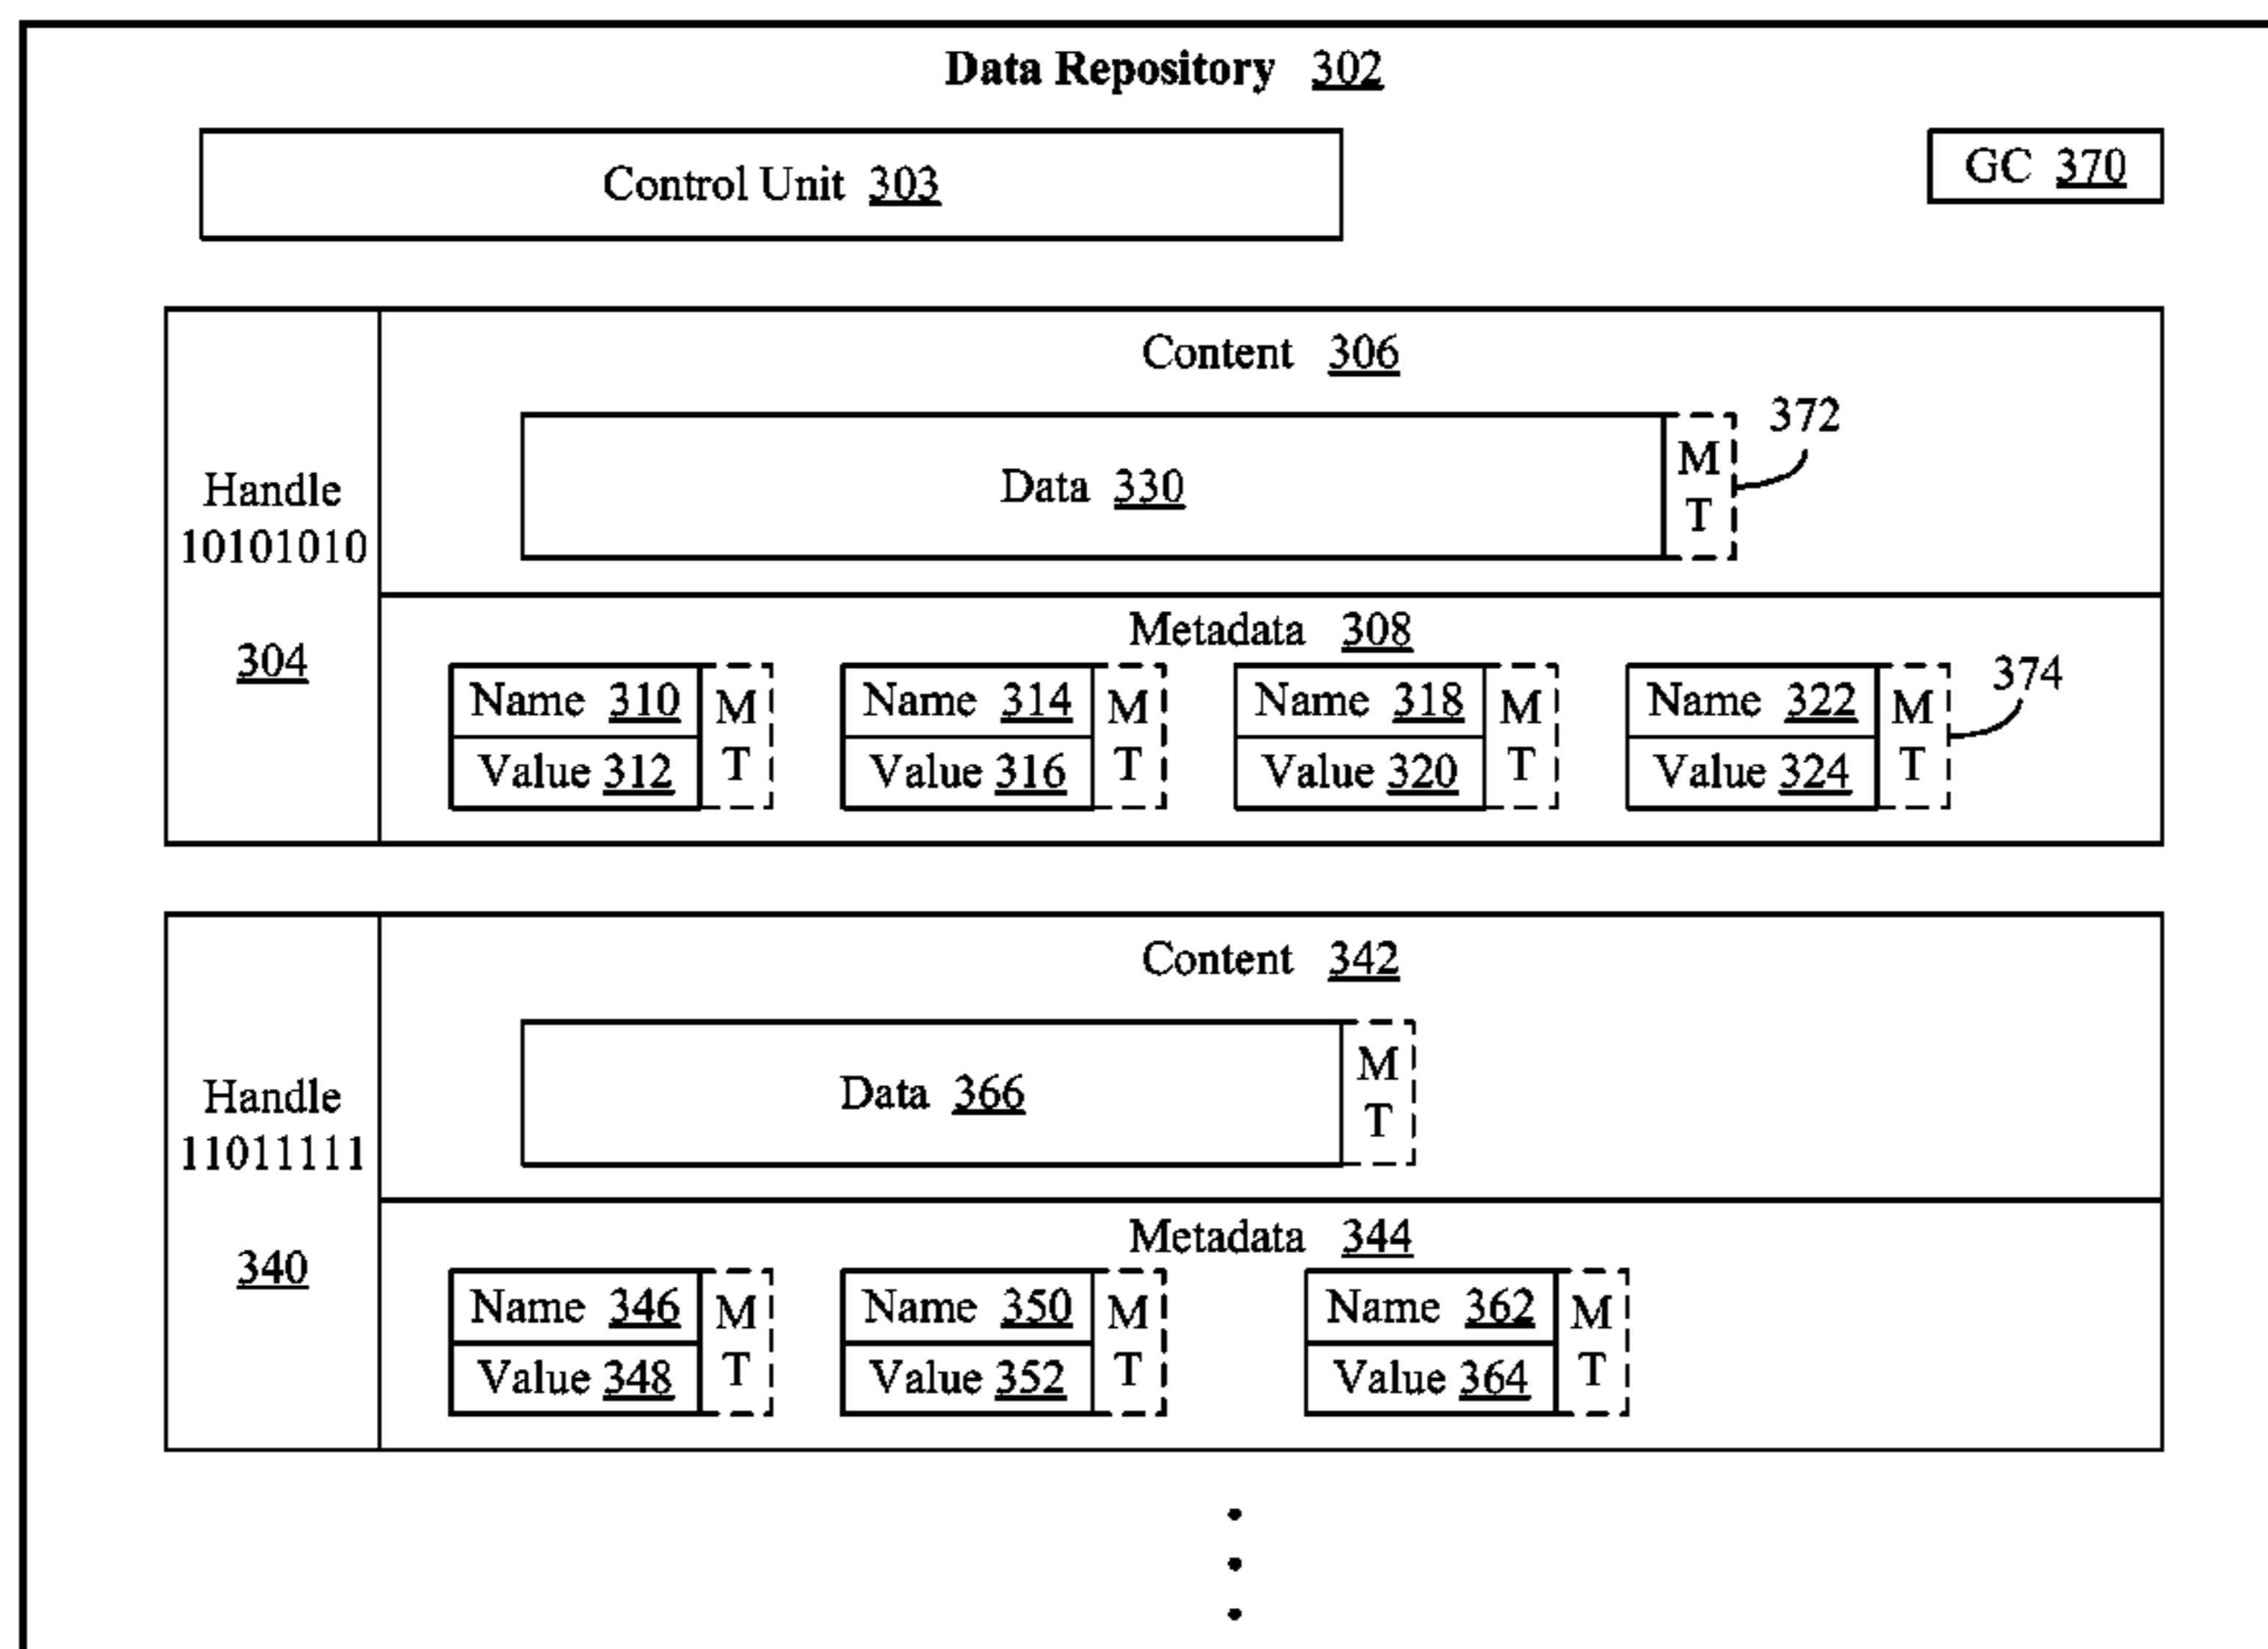 Data Repository 302
Control Unit 303
GC 370
Content 306
372
Data 330
M
T
Handle
10101010
304
Metadata 308
374
Name 310
Value 312
M
T
Name 314
Value 316
M
T
Name 318
Value 320
M
T
Name 322
Value 324
M
T
Content 342
Data 366
M
T
Handle
11011111
340
Metadata 344
Name 346
Value 348
M
T
Name 350
Value 352
M
T
Name 362
Value 364
M
T